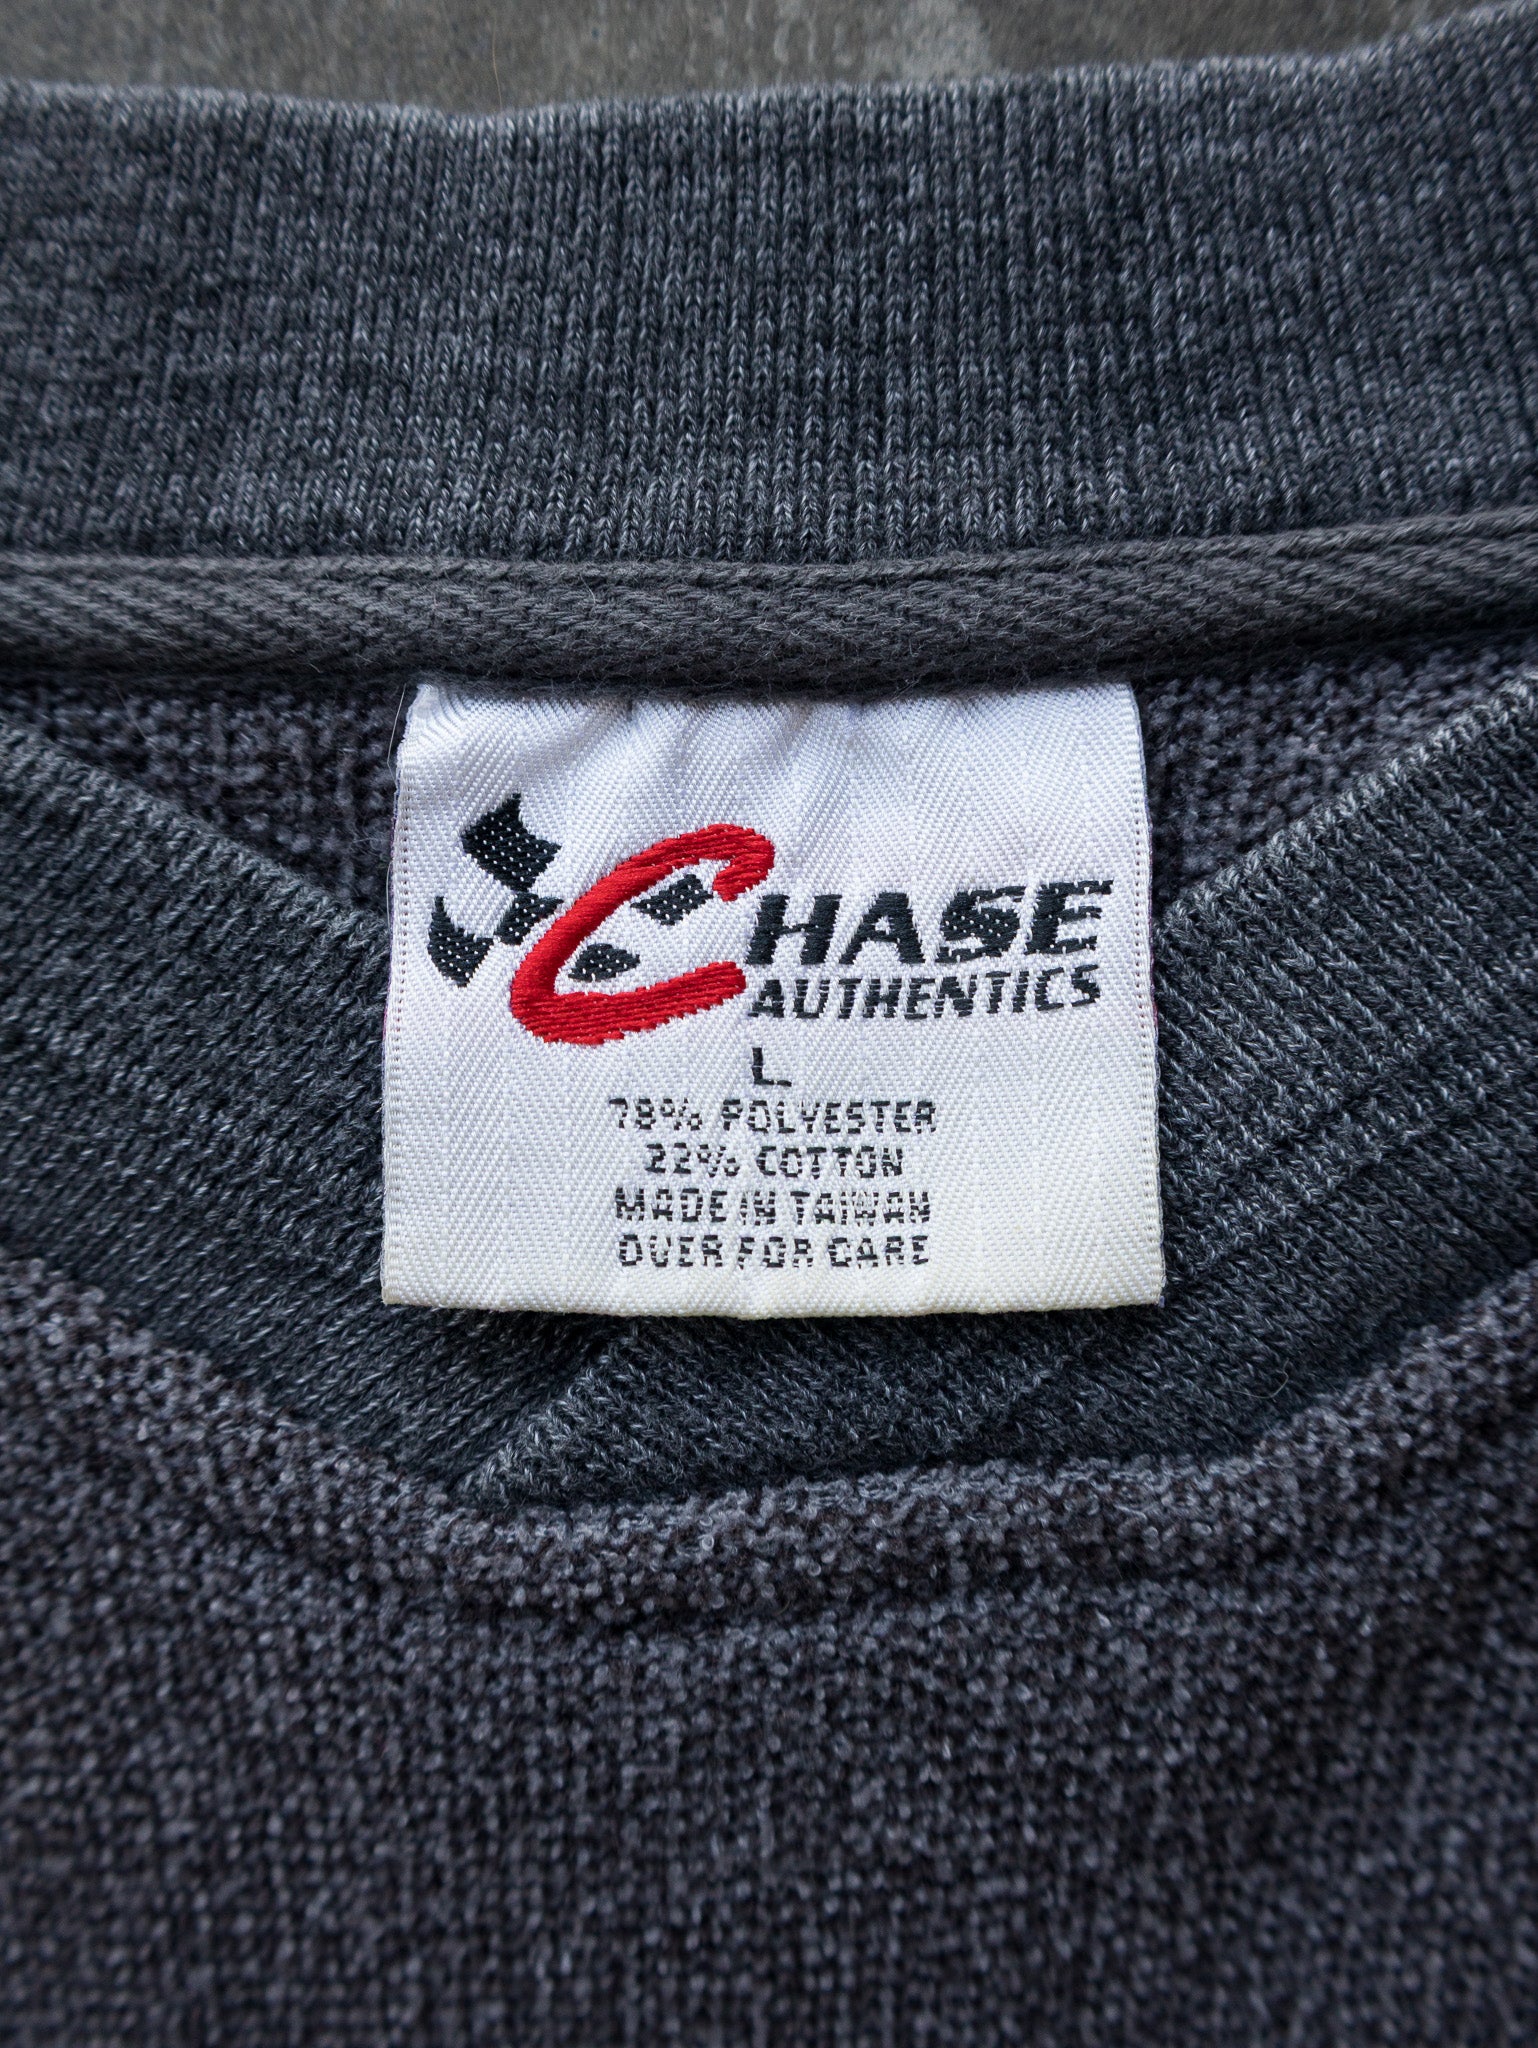 CHASE
AUTHENTICS
L
78% POLYESTER
22% COTTON
MADE IN TAIWAN
OVER FOR CARE